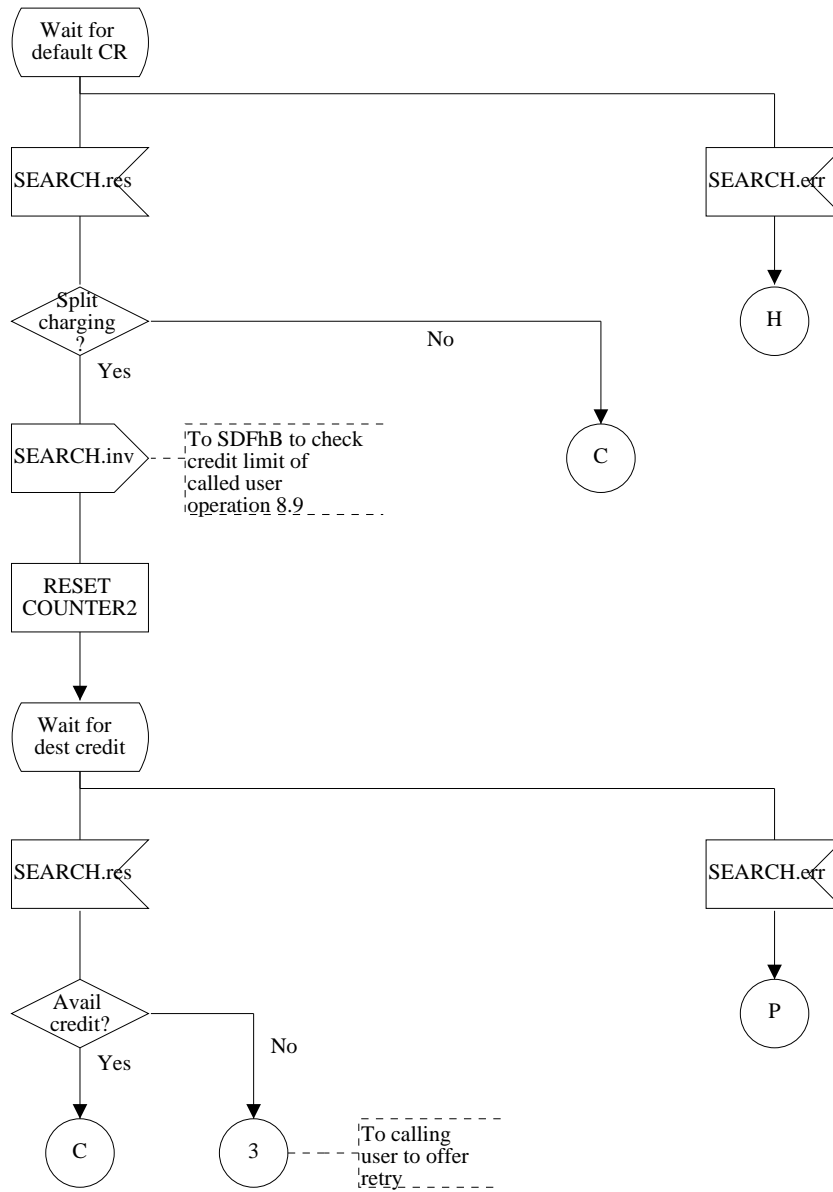 Wait for
default CR
SEARCH.res
SEARCH.err
Split
charging
?
No
H
Yes
SEARCH.inv
To SDFhB to check
credit limit of
called user
operation 8.9
C
RESET
COUNTER2
Wait for
dest credit
SEARCH.res
SEARCH.err
Avail
credit?
P
Yes
No
C
3
To calling
user to offer
retry